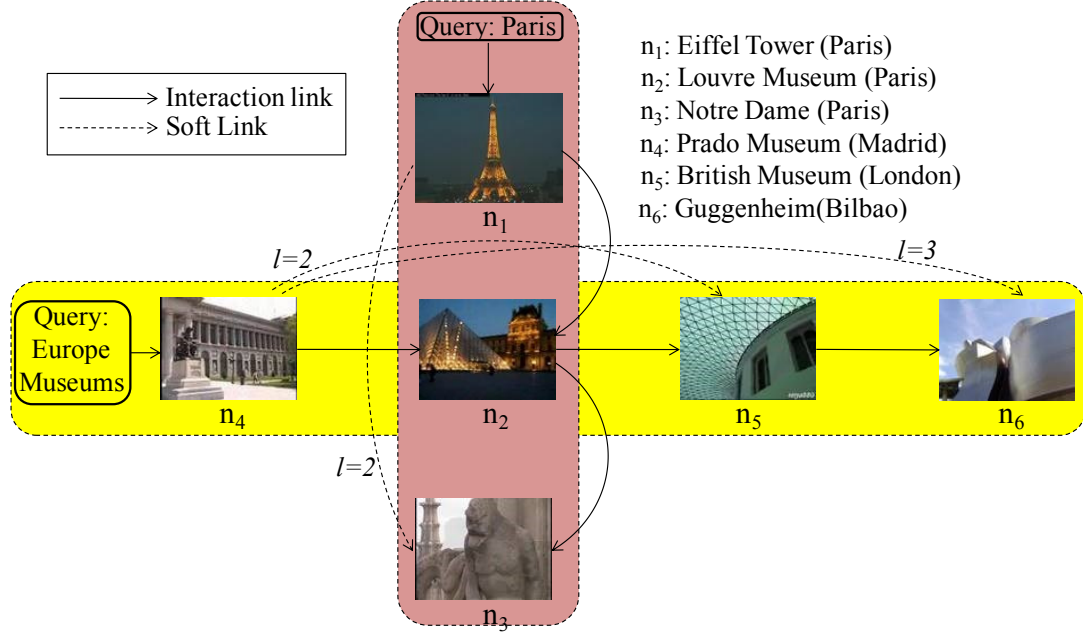 Query: Paris
n1: Eiffel Tower (Paris)
n2: Louvre Museum (Paris)
n3: Notre Dame (Paris)
n4: Prado Museum (Madrid)
n5: British Museum (London)
n6: Guggenheim(Bilbao)
Interaction link
Soft Link
n1
l=2
l=3
Query:
Europe
Museums
n4
n2
n5
n6
l=2
n3